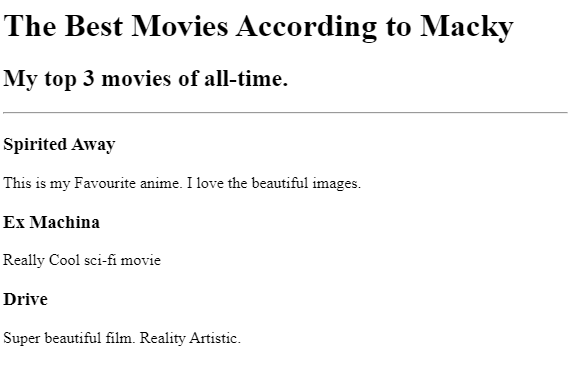 The Best Movies According to Macky
My top 3 movies of all-time.
Spirited Away
This is my Favourite anime. I love the beautiful images.
Ex Machina
Really Cool sci-fi movie
Drive
Super beautiful film. Reality Artistic.